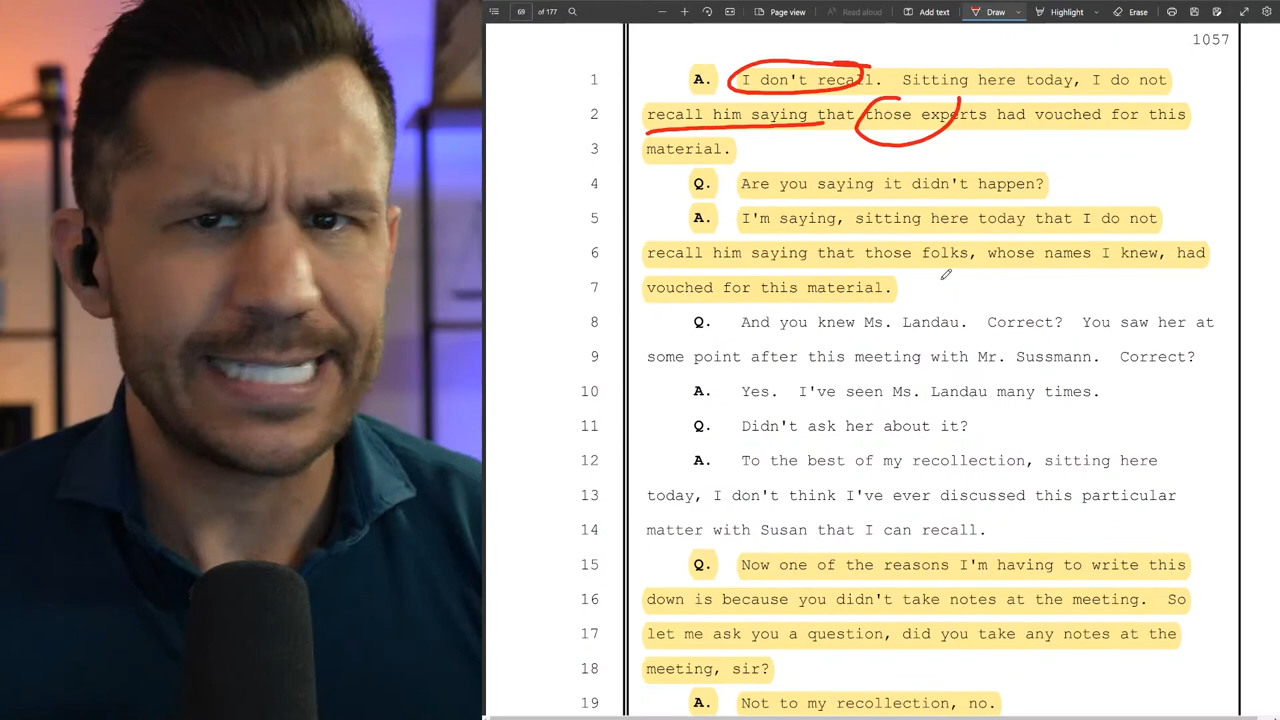 69 of 177
Page view
Read aloud
Add text
Draw
Highlight
Erase
1057
1 A. I don't recall. Sitting here today, I do not
2 recall him saying that those experts had vouched for this
3 material.
4 Q. Are you saying it didn't happen?
5 A. I'm saying, sitting here today that I do not
6 recall him saying that those folks, whose names I knew, had
7 vouched for this material.
8 Q. And you knew Ms. Landau. Correct? You saw her at
9 some point after this meeting with Mr. Sussmann. Correct?
10 A. Yes. I've seen Ms. Landau many times.
11 Q. Didn't ask her about it?
12 A. To the best of my recollection, sitting here
13 today, I don't think I've ever discussed this particular
14 matter with Susan that I can recall.
15 Q. Now one of the reasons I'm having to write this
16 down is because you didn't take notes at the meeting. So
17 let me ask you a question, did you take any notes at the
18 meeting, sir?
19 A. Not to my recollection, no.